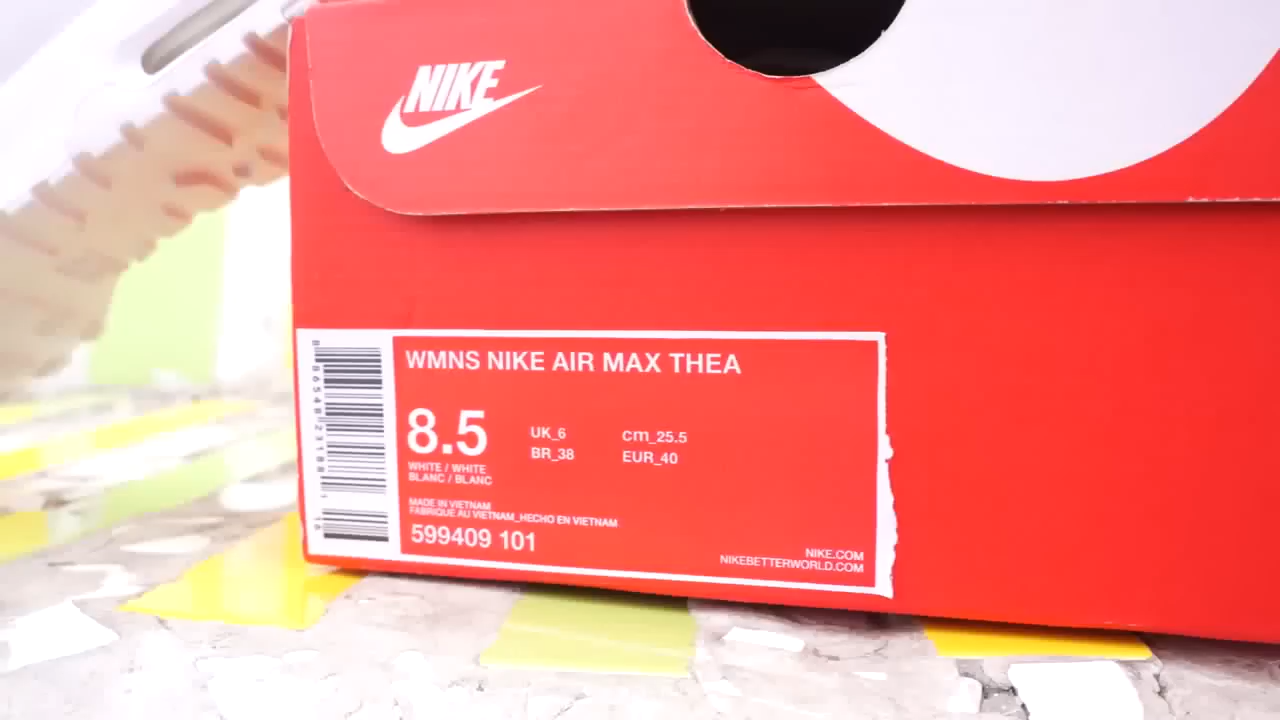 NIKE
WMNS NIKE AIR MAX THEA
8.5
UK_6 cm_25.5
BR_38 EUR_40
WHITE / WHITE
BLANC / BLANC
MADE IN VIETNAM
FABRIQUE AU VIETNAM_HECHO EN VIETNAM
599409 101
NIKE.COM
NIKEBETTERWORLD.COM